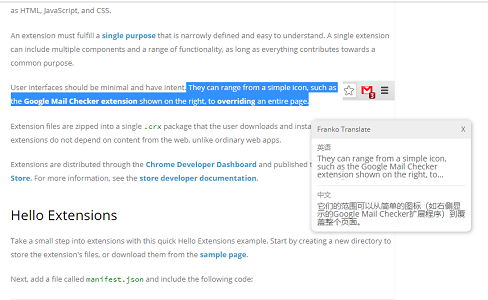 as HTML, JavaScript, and CSS.
An extension must fulfill a single purpose that is narrowly defined and easy to understand. A single extension
can include multiple components and a range of functionality, as long as everything contributes towards a
common purpose.
User interfaces should be minimal and have intent. They can range from a simple icon, such as
the Google Mail Checker extension shown on the right, to overriding an entire page.
3
Extension files are zipped into a single .crx package that the user downloads and insta
extensions do not depend on content from the web, unlike ordinary web apps.
Extensions are distributed through the Chrome Developer Dashboard and published t
Store. For more information, see the store developer documentation.
Franko Translate X
英语
They can range from a simple icon,
such as the Google Mail Checker
extension shown on the right, to...
中文
它们的范围可以从简单的图标（如右侧显
示的Google Mail Checker扩展程序）到覆
盖整个页面。
Hello Extensions
Take a small step into extensions with this quick Hello Extensions example. Start by creating a new directory to
store the extension's files, or download them from the sample page.
Next, add a file called manifest.json and include the following code: